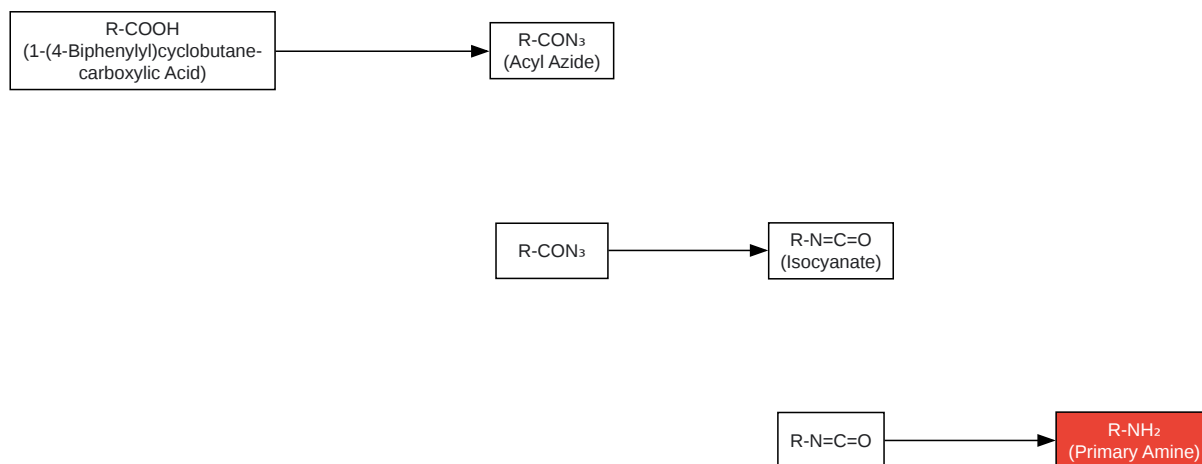 R-COOH
(1-(4-Biphenylyl)cyclobutane-
carboxylic Acid)
R-CON₃
(Acyl Azide)
R-CON₃
R-N=C=O
(Isocyanate)
R-N=C=O
R-NH₂
(Primary Amine)